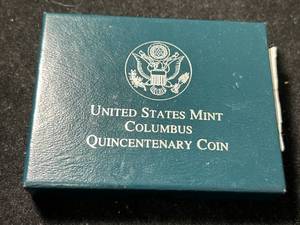 United States Mint
Columbus
Quincentenary Coin